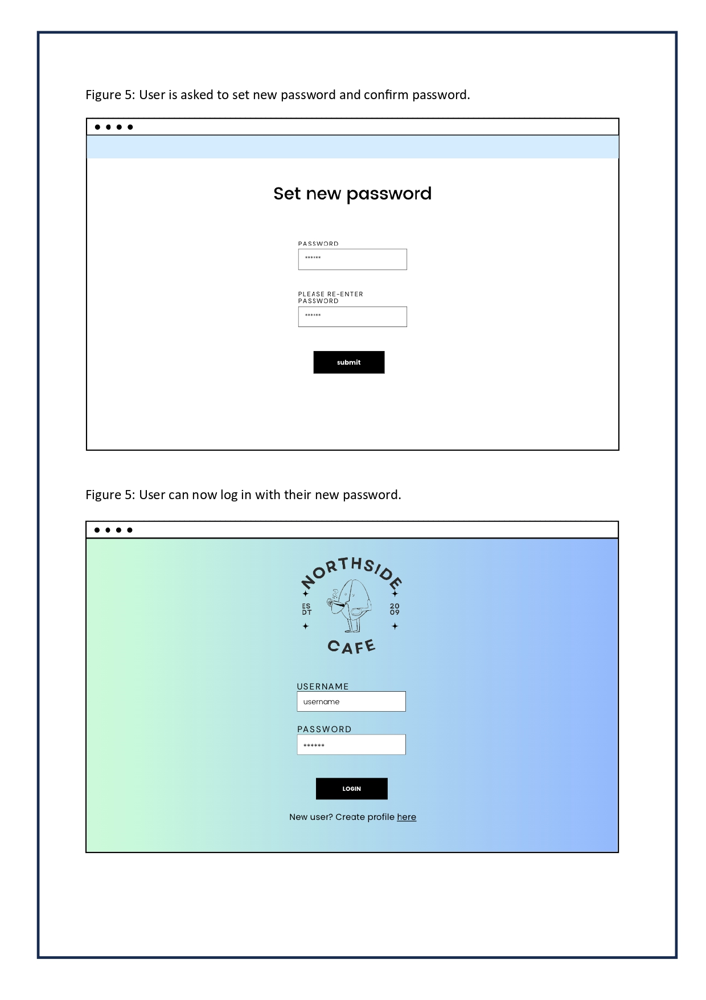 Figure 5: User is asked to set new password and confirm password.
Set new password
PASSWORD
******
PLEASE RE-ENTER
PASSWORD
******
submit
Figure 5: User can now log in with their new password.
NORTHSIDE
ES
DT
20
09
CAFE
USERNAME
username
PASSWORD
******
LOGIN
New user? Create profile here